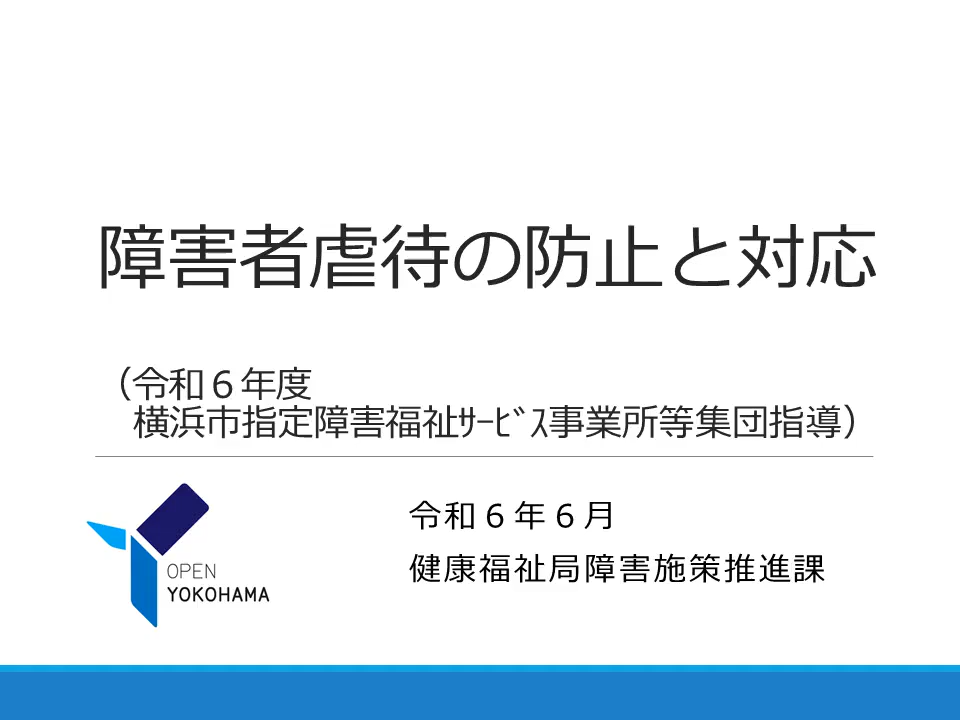 障害者虐待の防止と対応
（令和６年度
横浜市指定障害福祉ｻｰﾋﾞｽ事業所等集団指導）
令和６年６月
健康福祉局障害施策推進課
OPEN
YOKOHAMA